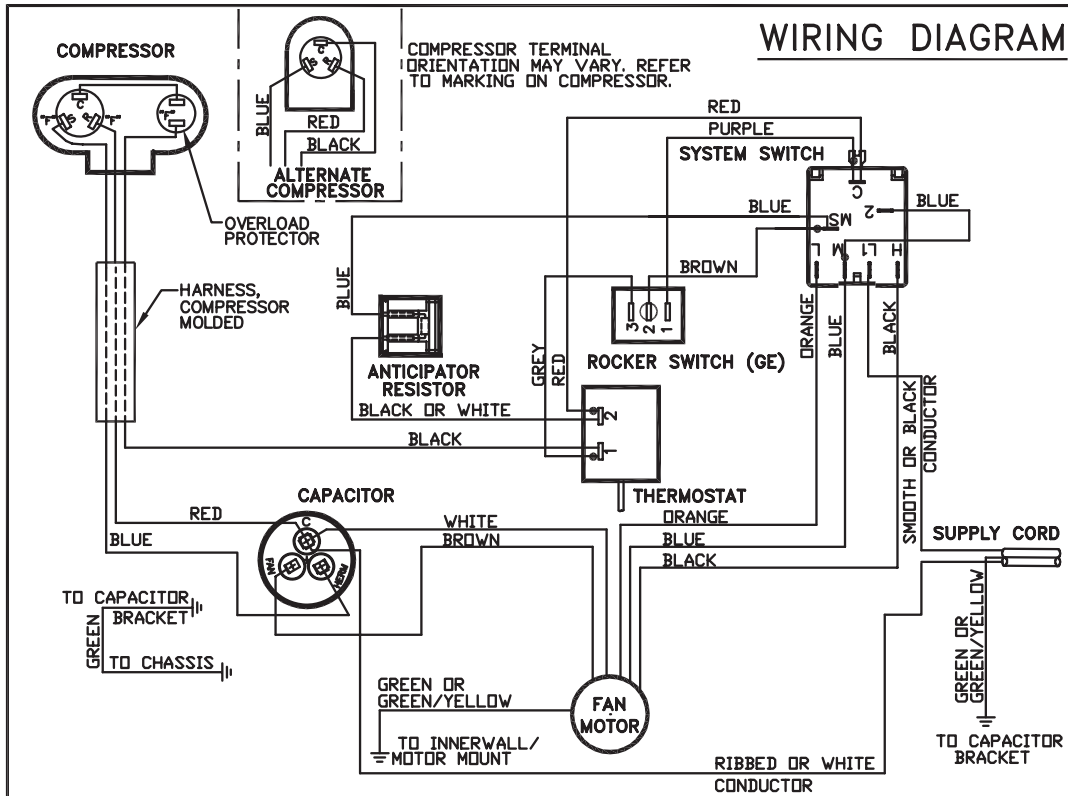 WIRING DIAGRAM
COMPRESSOR
C
S
R
"F"
"F"
"F"
OVERLOAD
PROTECTOR
HARNESS,
COMPRESSOR
MOLDED
C
S
R
BLUE
RED
BLACK
ALTERNATE
COMPRESSOR
COMPRESSOR TERMINAL
ORIENTATION MAY VARY. REFER
TO MARKING ON COMPRESSOR.
RED
PURPLE
SYSTEM SWITCH
C
MS
2
L
M
L1
H
BLUE
BLUE
BROWN
BLUE
ANTICIPATOR
RESISTOR
BLACK OR WHITE
3
2
1
ROCKER SWITCH (GE)
GREY
RED
ORANGE
BLUE
BLACK
SMOOTH OR BLACK
CONDUCTOR
2
1
THERMOSTAT
BLACK
CAPACITOR
C
FAN
HERM
RED
BLUE
WHITE
BROWN
ORANGE
BLUE
BLACK
SUPPLY CORD
TO CAPACITOR
BRACKET
GREEN
TO CHASSIS
GREEN OR
GREEN/YELLOW
TO INNERWALL/
MOTOR MOUNT
FAN
MOTOR
GREEN OR
GREEN/YELLOW
TO CAPACITOR
BRACKET
RIBBED OR WHITE
CONDUCTOR